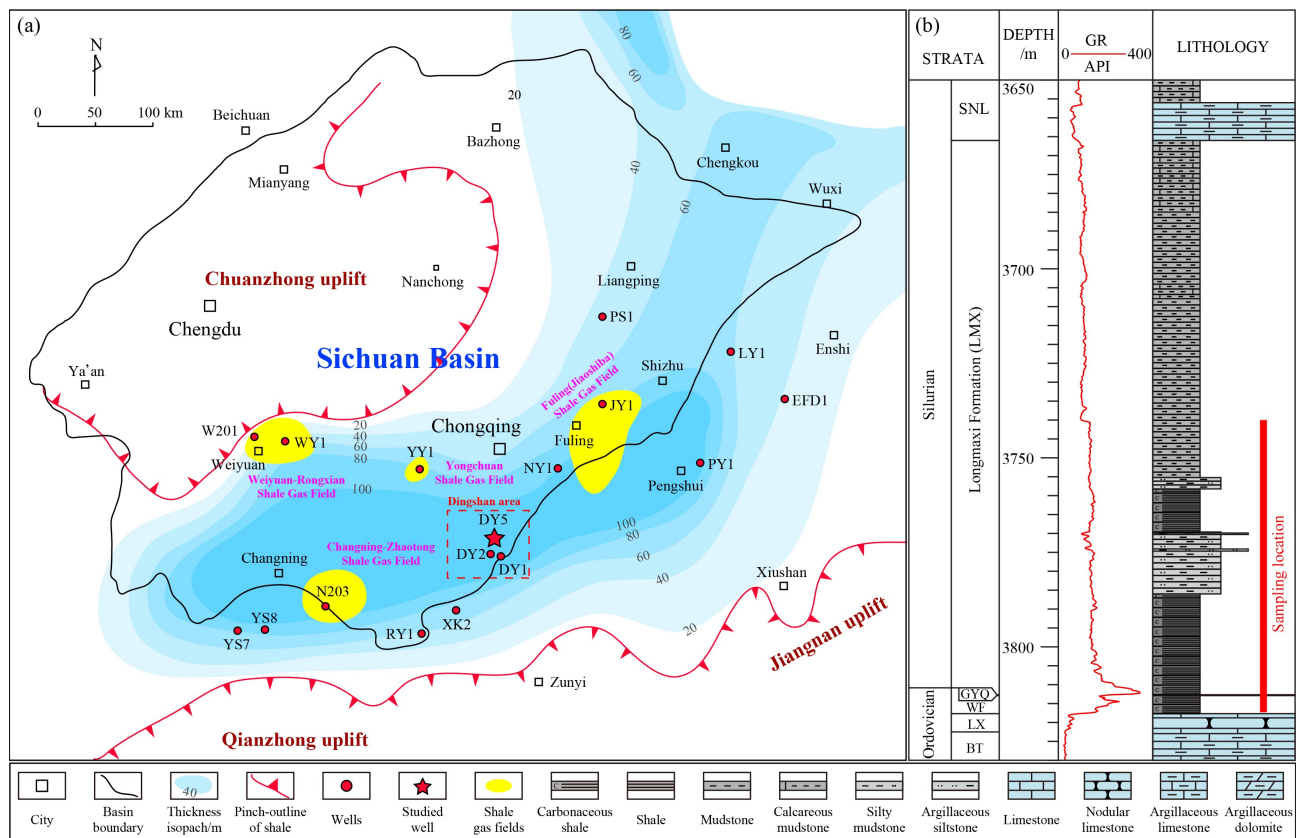 (a)
N
0 50 100 km
Beichuan
Mianyang
Bazhong
20
80
60
Chengkou
Wuxi
40
60
Chuanzhong uplift
Nanchong
Liangping
Chengdu
PS1
Sichuan Basin
LY1
Enshi
Ya'an
Shizhu
Fuling(Jiaoshiba)
Shale Gas Field
EFD1
JY1
W201
WY1
Weiyuan
20
40
60
80
100
Chongqing
Fuling
YY1
Yongchuan
Shale Gas Field
NY1
PY1
Pengshui
Weiyuan-Rongxian
Shale Gas Field
Dingshan area
DY5
DY2
DY1
100
80
60
40
20
Changning-Zhaotong
Shale Gas Field
Changning
N203
YS8
YS7
RY1
XK2
Xiushan
Jiangnan uplift
Zunyi
Qianzhong uplift
(b)
STRATA
DEPTH
/m
GR
0 400
API
LITHOLOGY
3650
3700
3750
3800
SNL
Silurian
Longmaxi Formation (LMX)
Ordovician
GYQ
WF
LX
BT
Sampling location
City
Basin
boundary
40
Thickness
isopach/m
Pinch-outline
of shale
Wells
Studied
well
Shale
gas fields
C
Carbonaceous
shale
Shale
Mudstone
Calcareous
mudstone
Silty
mudstone
Argillaceous
siltstone
Limestone
Nodular
limestone
Argillaceous
limestone
Argillaceous
dolomite